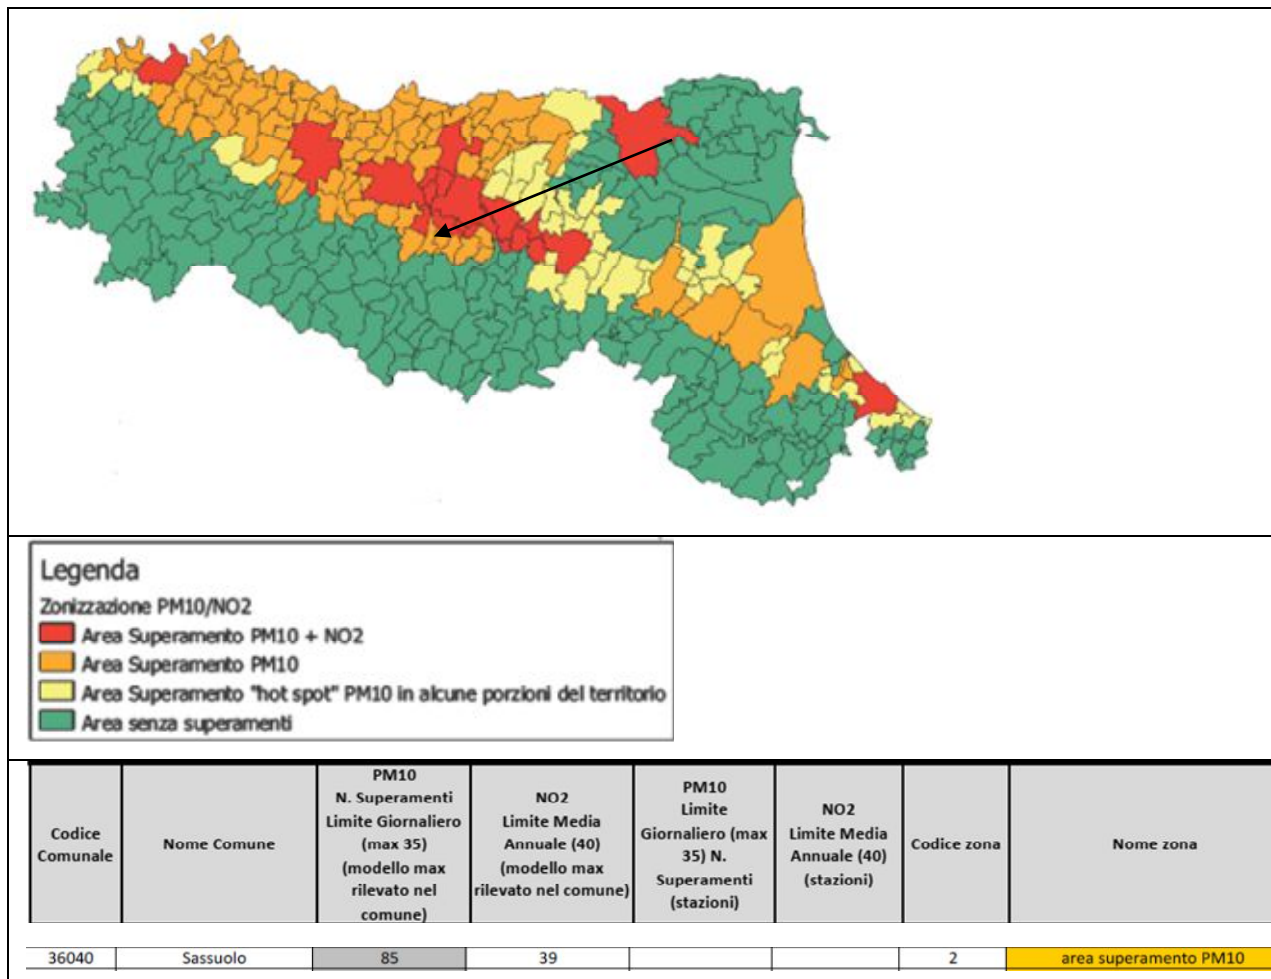 Legenda
Zonizzazione PM10/NO2
Area Superamento PM10 + NO2
Area Superamento PM10
Area Superamento "hot spot" PM10 in alcune porzioni del territorio
Area senza superamenti
Codice
Comunale
Nome Comune
PM10
N. Superamenti
Limite Giornaliero
(max 35)
(modello max
rilevato nel
comune)
NO2
Limite Media
Annuale (40)
(modello max
rilevato nel comune)
PM10
Limite
Giornaliero (max
35) N.
Superamenti
(stazioni)
NO2
Limite Media
Annuale (40)
(stazioni)
Codice zona
Nome zona
36040 Sassuolo 85 39 2 area superamento PM10